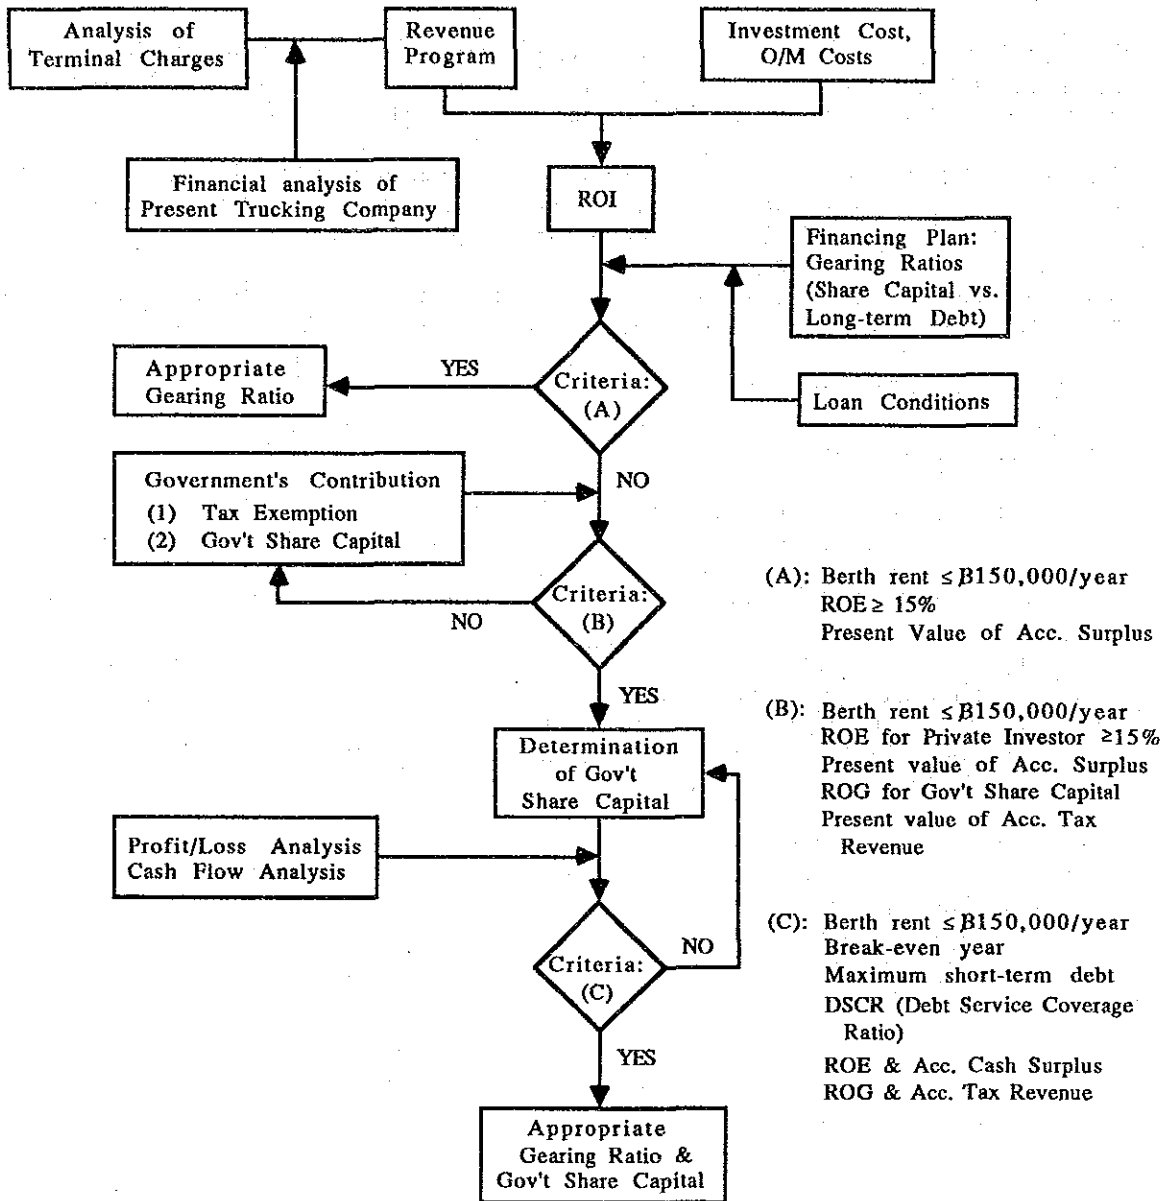 Analysis of
Terminal Charges
Revenue
Program
Investment Cost,
O/M Costs
Financial analysis of
Present Trucking Company
ROI
Financing Plan:
Gearing Ratios
(Share Capital vs.
Long-term Debt)
Loan Conditions
Criteria:
(A)
YES
Appropriate
Gearing Ratio
NO
Government's Contribution
(1) Tax Exemption
(2) Gov't Share Capital
Criteria:
(B)
NO
YES
Determination
of Gov't
Share Capital
Profit/Loss Analysis
Cash Flow Analysis
Criteria:
(C)
NO
YES
Appropriate
Gearing Ratio &
Gov't Share Capital
(A): Berth rent ≤ ฿150,000/year
ROE ≥ 15%
Present Value of Acc. Surplus
(B): Berth rent ≤ ฿150,000/year
ROE for Private Investor ≥15%
Present value of Acc. Surplus
ROG for Gov't Share Capital
Present value of Acc. Tax
Revenue
(C): Berth rent ≤ ฿150,000/year
Break-even year
Maximum short-term debt
DSCR (Debt Service Coverage
Ratio)
ROE & Acc. Cash Surplus
ROG & Acc. Tax Revenue